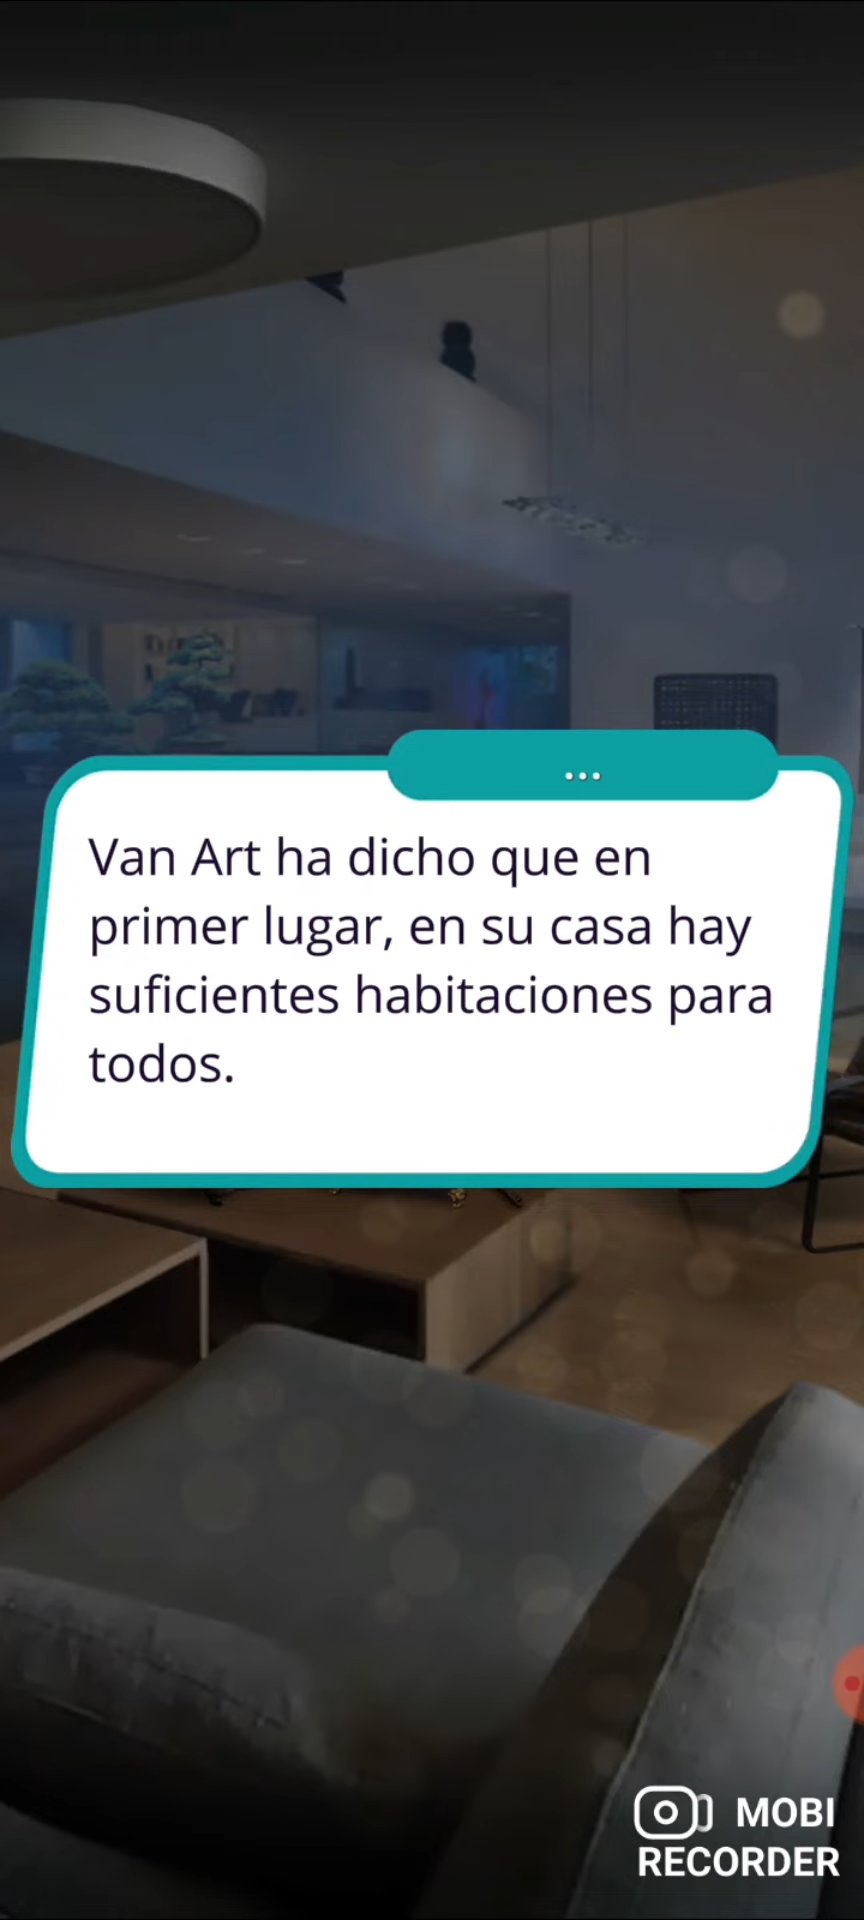 ...
Van Art ha dicho que en
primer lugar, en su casa hay
suficientes habitaciones para
todos.
MOBI
RECORDER